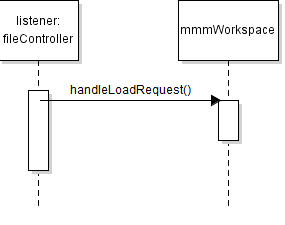 listener:
fileController
mmmWorkspace
handleLoadRequest()